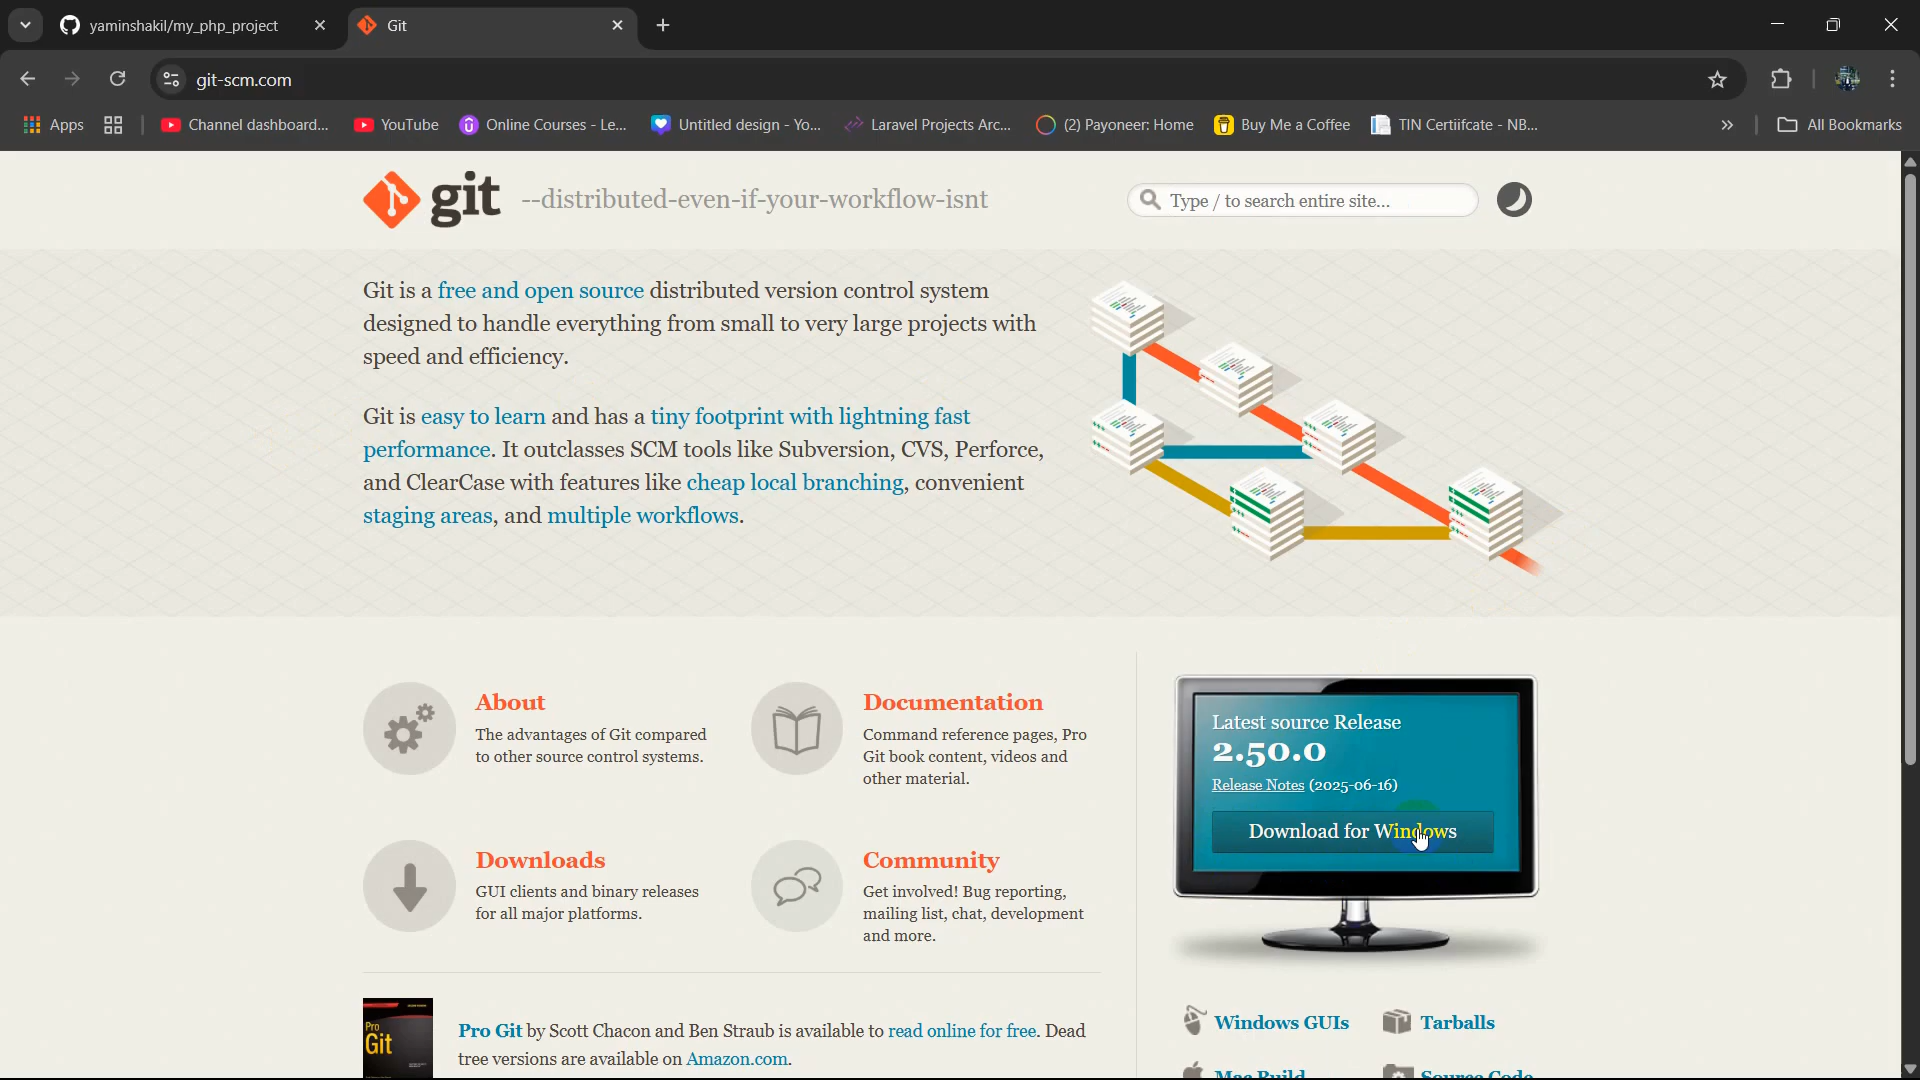 yaminshakil/my_php_project
Git
git-scm.com
Apps
Channel dashboard...
YouTube
Online Courses - Le...
Untitled design - Yo...
Laravel Projects Arc...
(2) Payoneer: Home
Buy Me a Coffee
TIN Certiifcate - NB...
All Bookmarks
git --distributed-even-if-your-workflow-isnt
Type / to search entire site...
Git is a free and open source distributed version control system
designed to handle everything from small to very large projects with
speed and efficiency.
Git is easy to learn and has a tiny footprint with lightning fast
performance. It outclasses SCM tools like Subversion, CVS, Perforce,
and ClearCase with features like cheap local branching, convenient
staging areas, and multiple workflows.
About
The advantages of Git compared
to other source control systems.
Documentation
Command reference pages, Pro
Git book content, videos and
other material.
Downloads
GUI clients and binary releases
for all major platforms.
Community
Get involved! Bug reporting,
mailing list, chat, development
and more.
Latest source Release
2.50.0
Release Notes (2025-06-16)
Download for Windows
Pro
Git
Pro Git by Scott Chacon and Ben Straub is available to read online for free. Dead
tree versions are available on Amazon.com.
Windows GUIs
Tarballs
Mac Build
Source Code